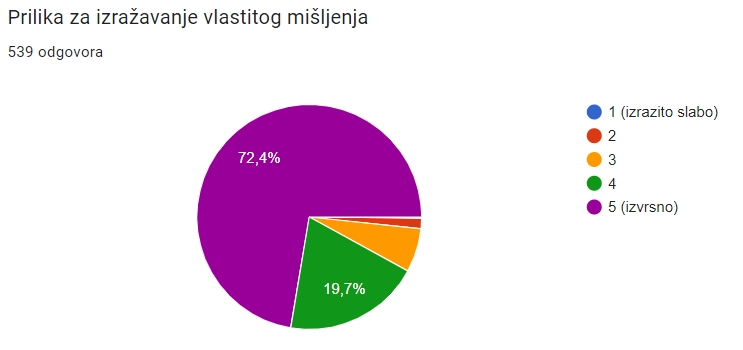 Prilika za izražavanje vlastitog mišljenja
539 odgovora
72,4%
19,7%
1 (izrazito slabo)
2
3
4
5 (izvrsno)